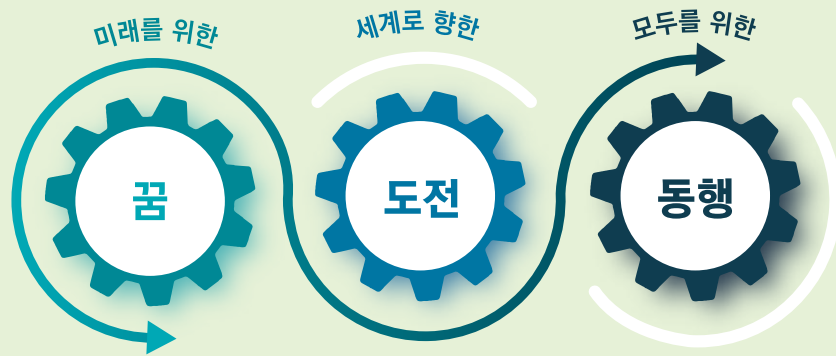 미래를 위한
꿈
세계로 향한
도전
모두를 위한
동행